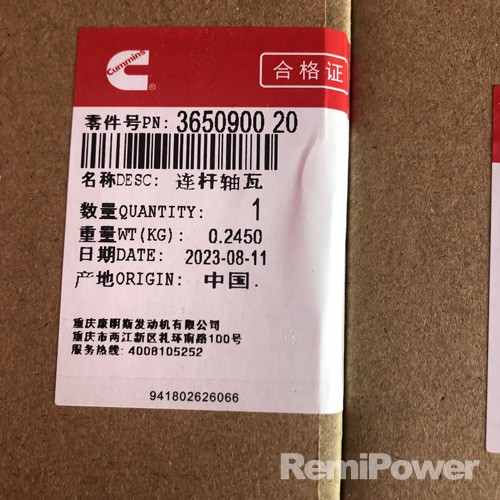 Cummins
合格证
零件号PN: 3650900 20
名称DESC: 连杆轴瓦
数量QUANTITY: 1
重量WT(KG): 0.2450
日期DATE: 2023-08-11
产地ORIGIN: 中国.
重庆康明斯发动机有限公司
重庆市两江新区礼环南路100号
服务热线: 4008105252
941802626066
RemiPower